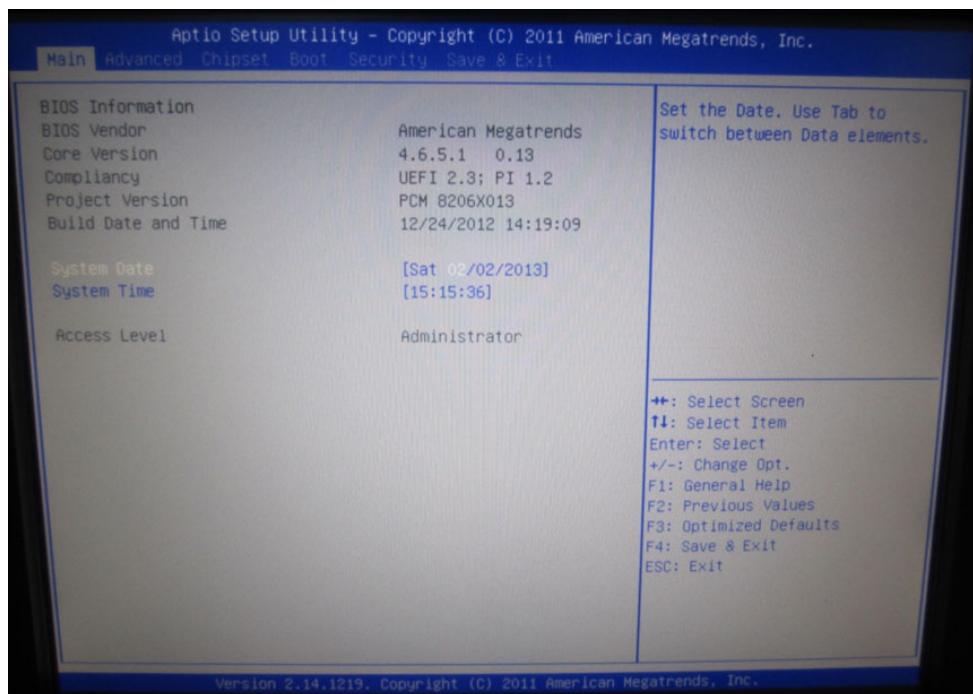 Aptio Setup Utility – Copyright (C) 2011 American Megatrends, Inc.
Main Advanced Chipset Boot Security Save & Exit
BIOS Information
BIOS Vendor American Megatrends
Core Version 4.6.5.1 0.13
Compliancy UEFI 2.3; PI 1.2
Project Version PCM 8206X013
Build Date and Time 12/24/2012 14:19:09
System Date [Sat 02/02/2013]
System Time [15:15:36]
Access Level Administrator
Set the Date. Use Tab to
switch between Data elements.
→←: Select Screen
↑↓: Select Item
Enter: Select
+/-: Change Opt.
F1: General Help
F2: Previous Values
F3: Optimized Defaults
F4: Save & Exit
ESC: Exit
Version 2.14.1219. Copyright (C) 2011 American Megatrends, Inc.